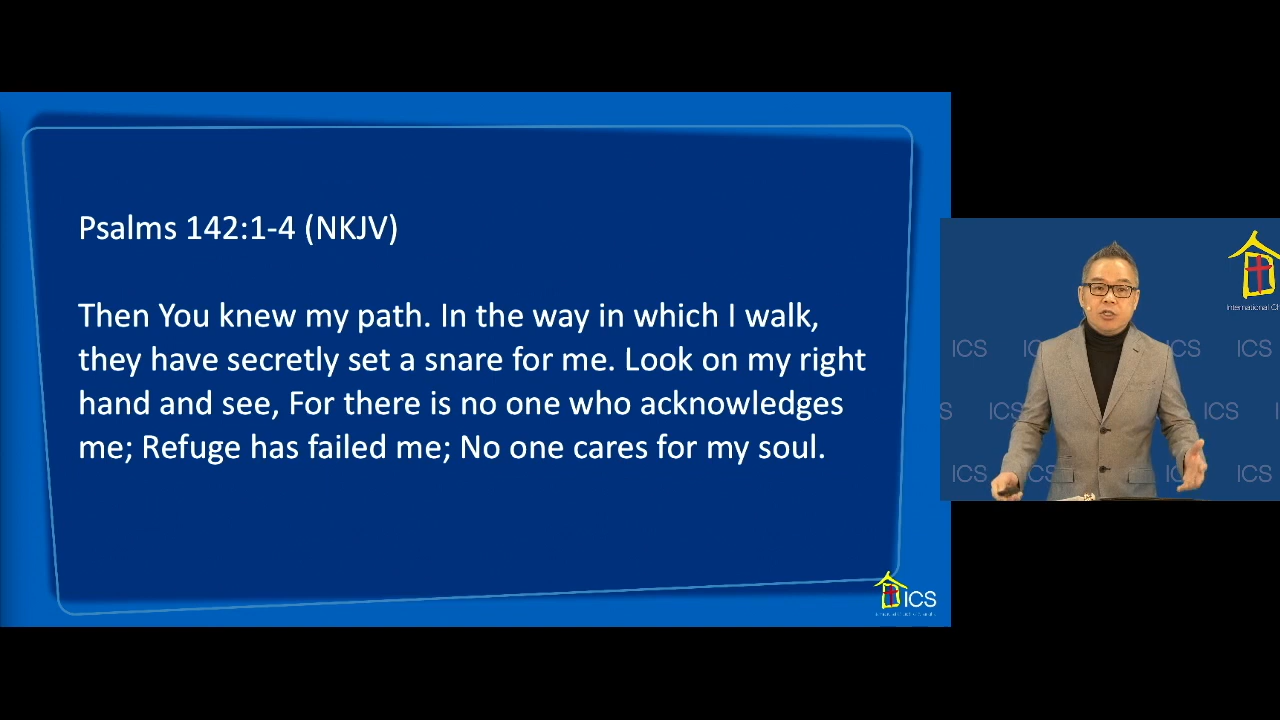 Psalms 142:1-4 (NKJV)
Then You knew my path. In the way in which I walk,
they have secretly set a snare for me. Look on my right
hand and see, For there is no one who acknowledges
me; Refuge has failed me; No one cares for my soul.
ICS
International Ch
ICS
ICS
ICS
ICS
ICS
ICS
ICS
ICS
ICS
ICS